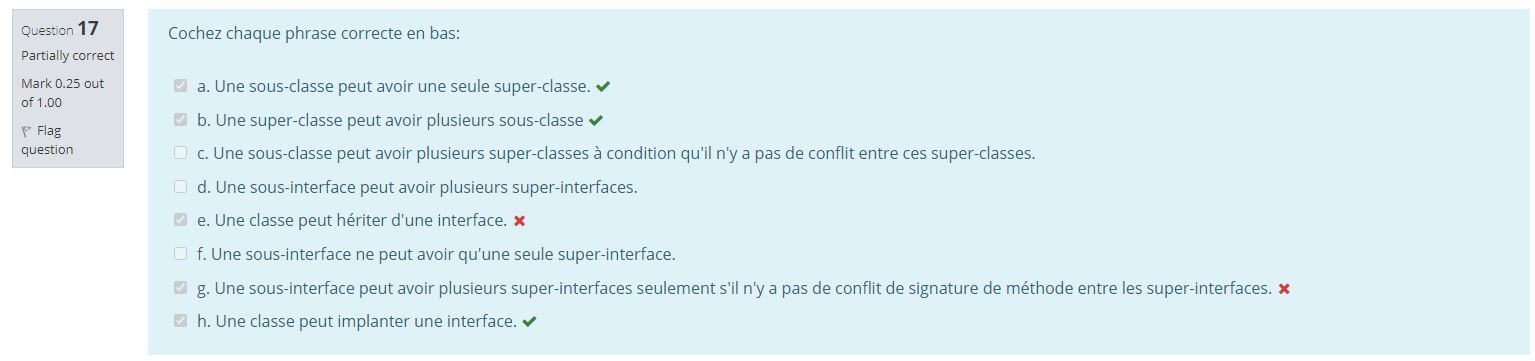 Question 17
Partially correct
Mark 0.25 out
of 1.00
Flag
question
Cochez chaque phrase correcte en bas:
a. Une sous-classe peut avoir une seule super-classe.
b. Une super-classe peut avoir plusieurs sous-classe
c. Une sous-classe peut avoir plusieurs super-classes à condition qu'il n'y a pas de conflit entre ces super-classes.
d. Une sous-interface peut avoir plusieurs super-interfaces.
e. Une classe peut hériter d'une interface.
f. Une sous-interface ne peut avoir qu'une seule super-interface.
g. Une sous-interface peut avoir plusieurs super-interfaces seulement s'il n'y a pas de conflit de signature de méthode entre les super-interfaces.
h. Une classe peut implanter une interface.